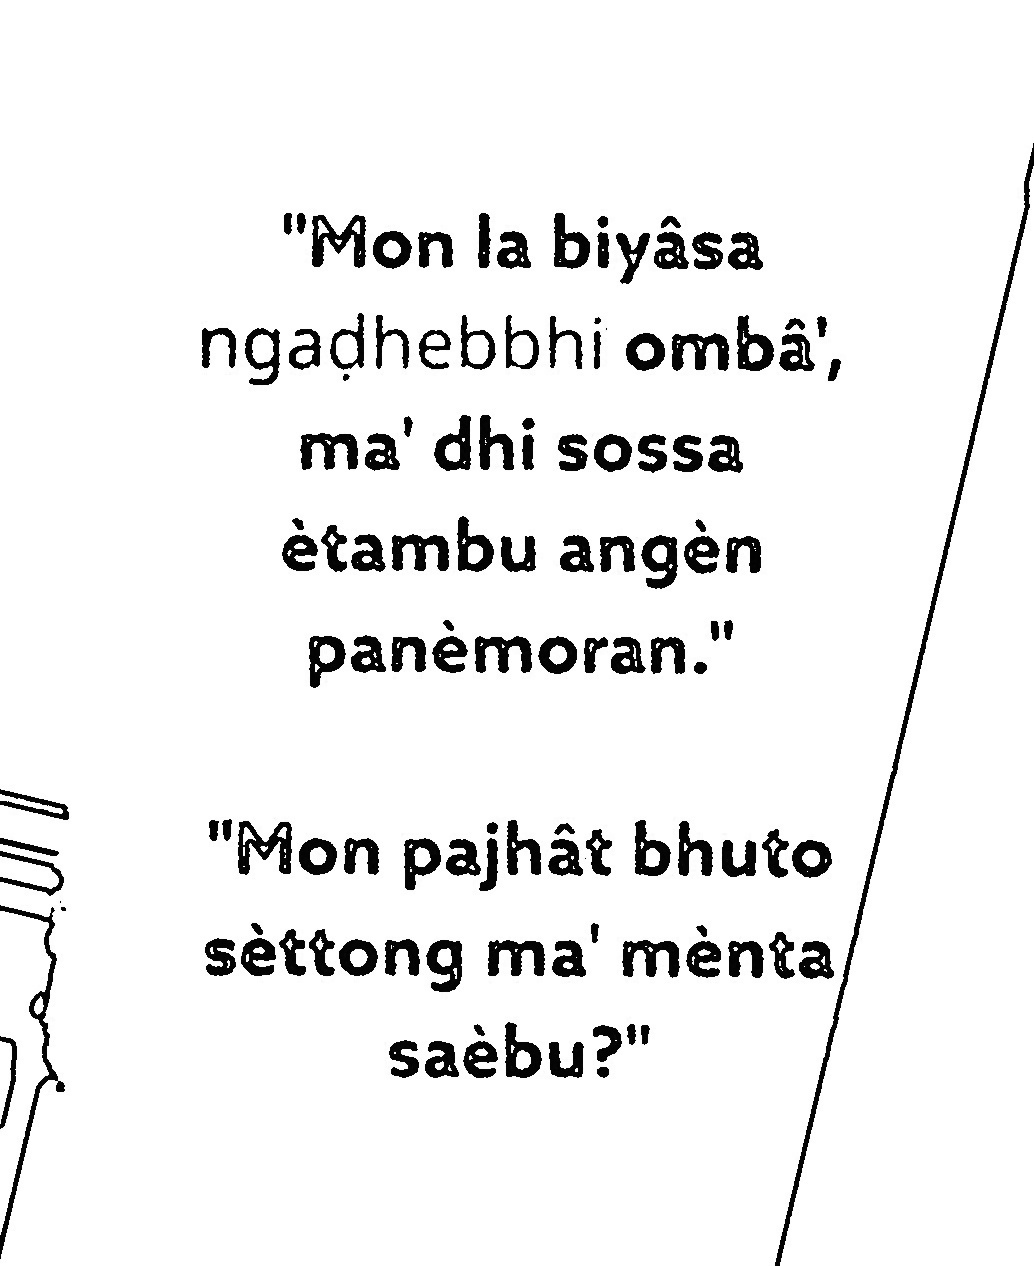 "Mon la biyâsa
ngaḍhebbhi ombâ',
ma' dhi sossa
ètambu angèn
panèmoran."
"Mon pajhât bhuto
sèttong ma' mènta
saèbu?"